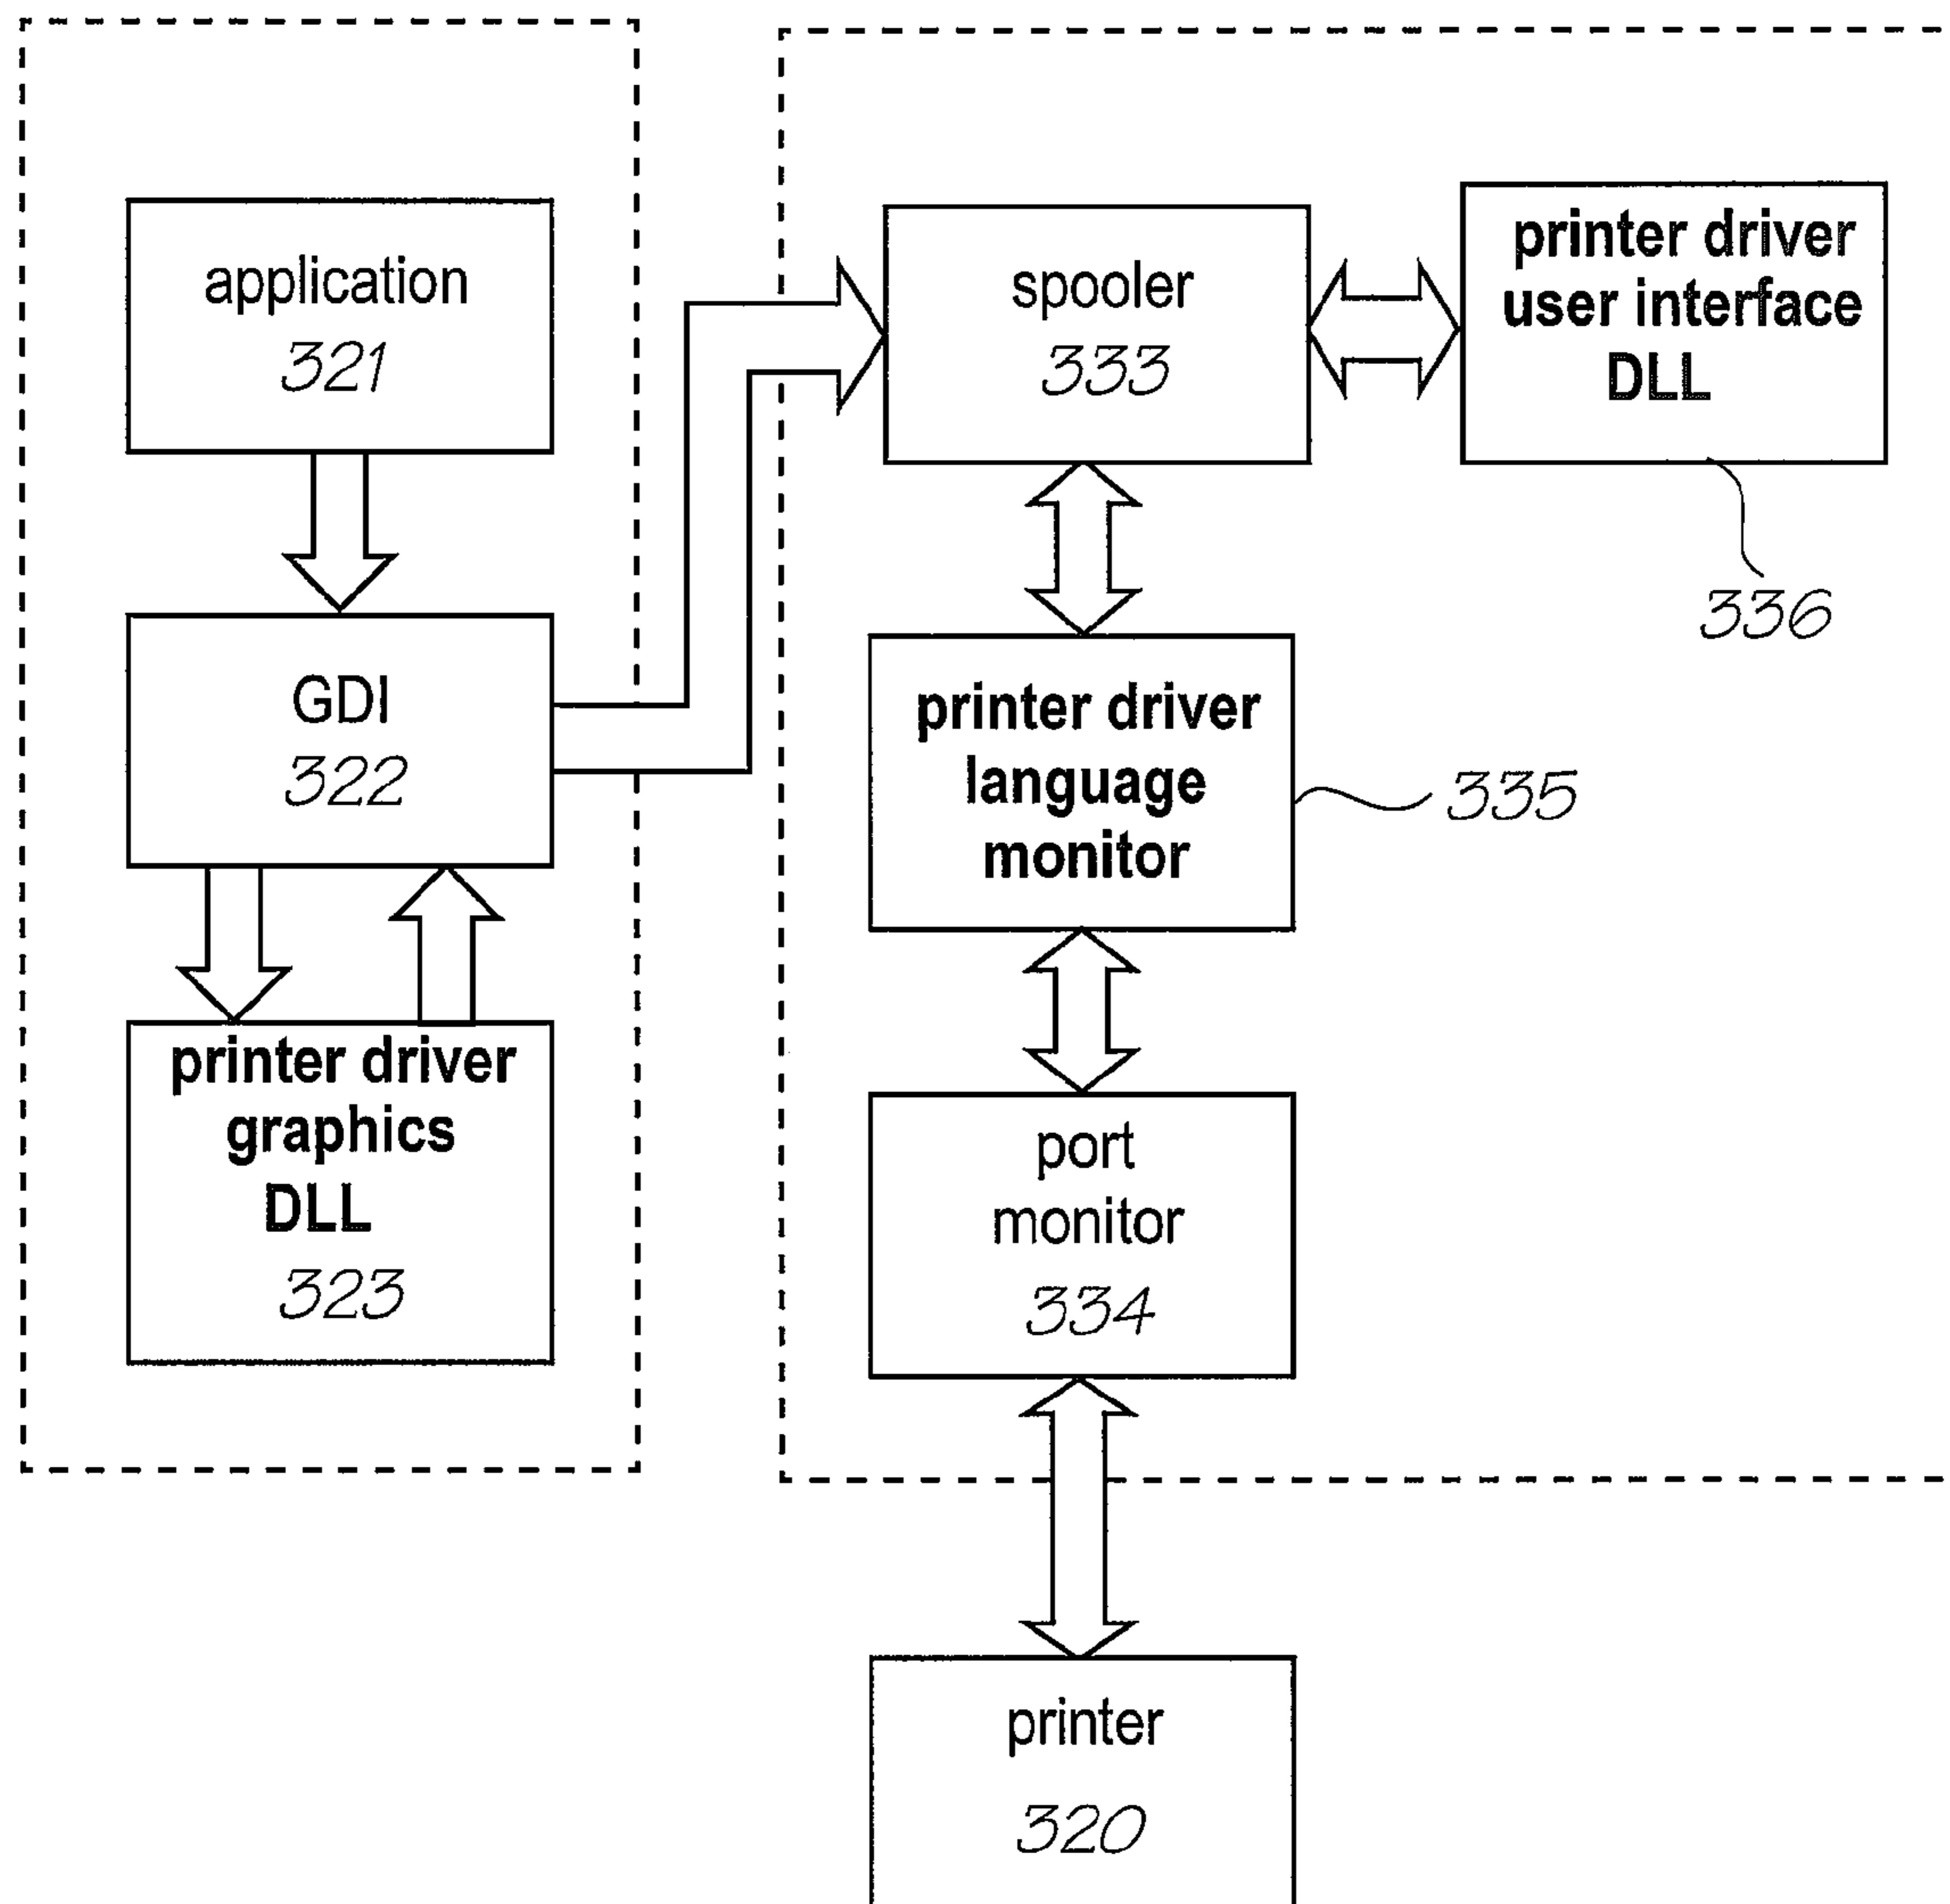 application
321
GDI
322
printer driver
graphics
DLL
323
spooler
333
printer driver
user interface
DLL
336
printer driver
language
monitor
335
port
monitor
334
printer
320